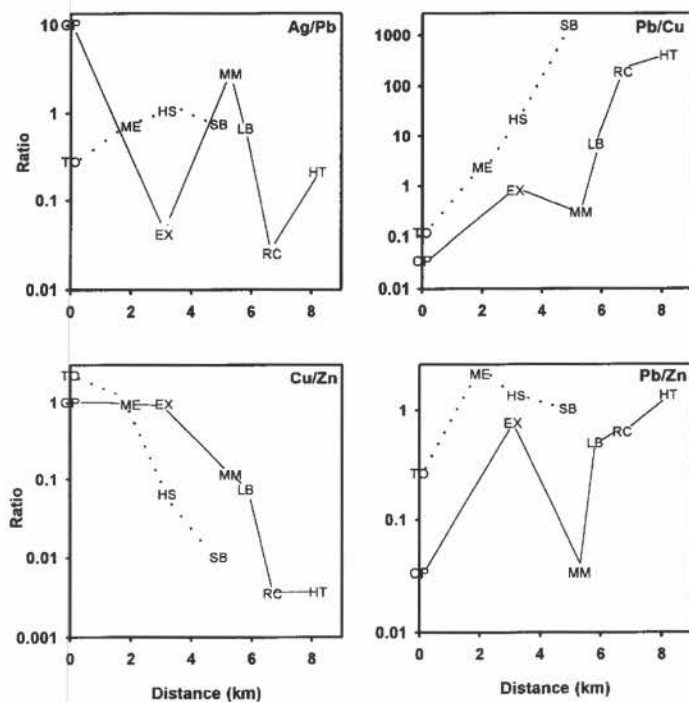 Ag/Pb
10
1
0.1
0.01
Ratio
GP
TO
ME
HS
SB
EX
MM
LB
RC
HT
0 2 4 6 8
Pb/Cu
1000
100
10
1
0.1
0.01
SB
HS
ME
TO
GP
EX
MM
LB
RC
HT
0 2 4 6 8
Cu/Zn
1
0.1
0.01
0.001
Ratio
TO
GP
ME
EX
HS
SB
MM
LB
RC
HT
0 2 4 6 8
Distance (km)
Pb/Zn
1
0.1
0.01
ME
HS
SB
TO
GP
EX
MM
LB
RC
HT
0 2 4 6 8
Distance (km)